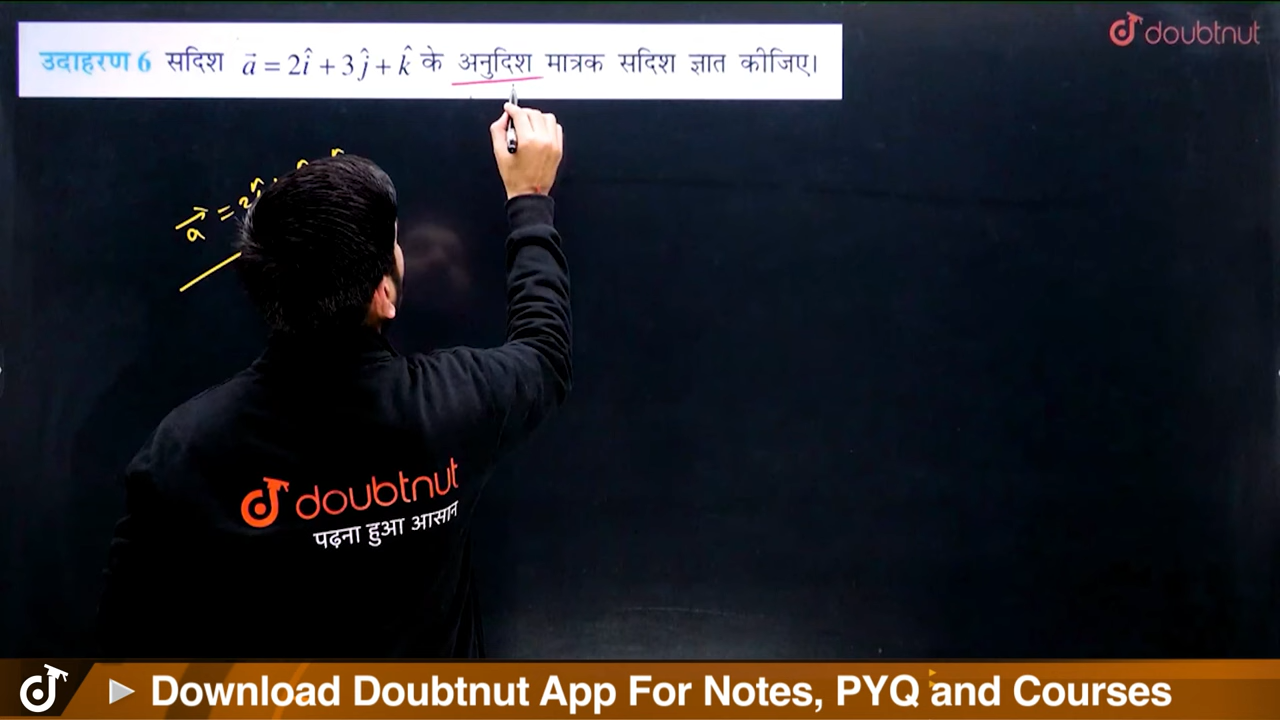 उदाहरण 6 सदिश a⃗ = 2î + 3ĵ + k̂ के अनुदिश मात्रक सदिश ज्ञात कीजिए।
doubtnut
a⃗ = 2
doubtnut
पढ़ना हुआ आसान
Download Doubtnut App For Notes, PYQ and Courses